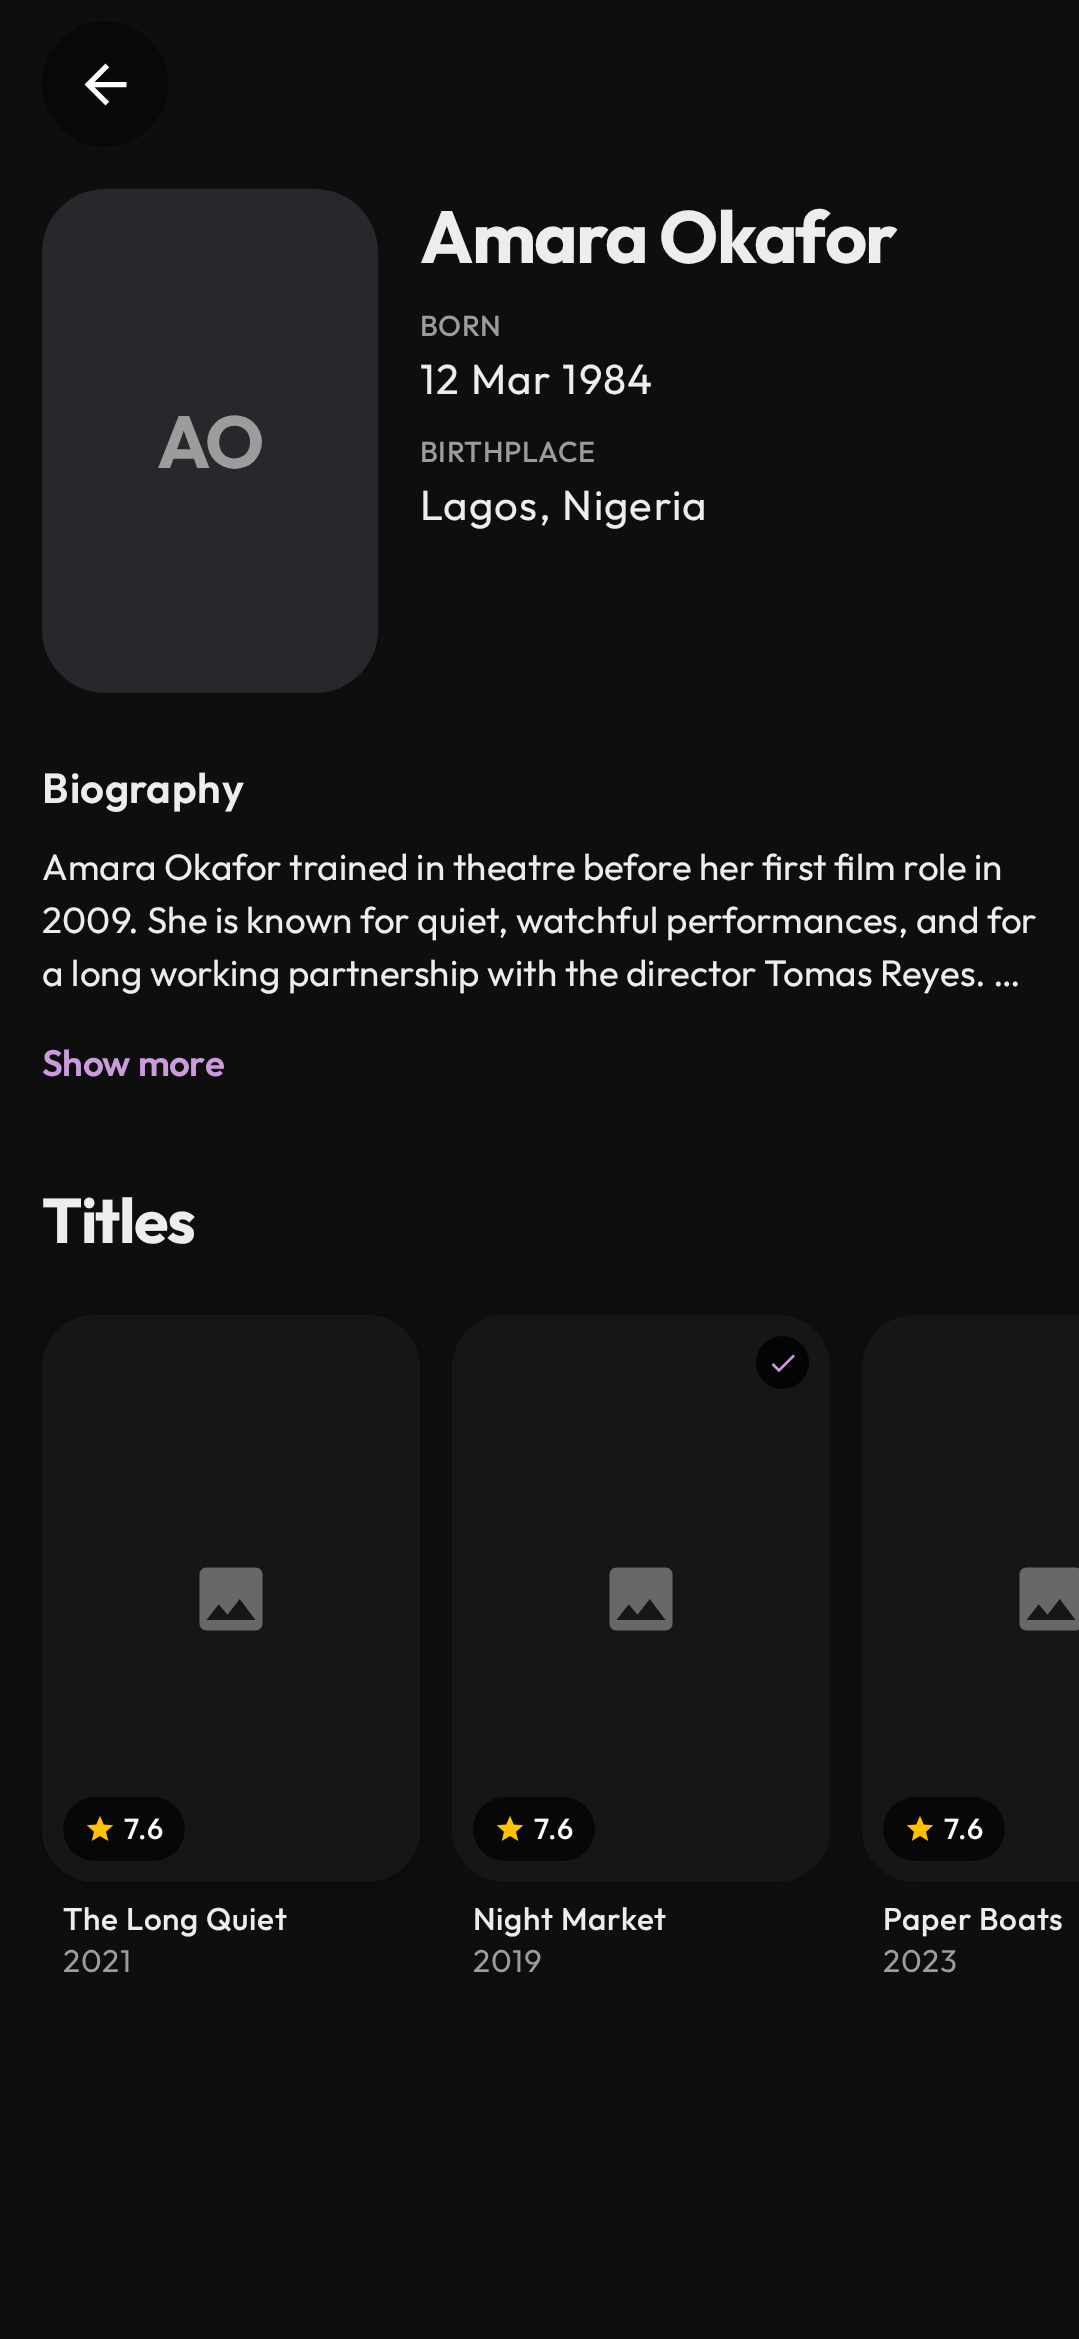 Amara Okafor
BORN
12 Mar 1984
BIRTHPLACE
Lagos, Nigeria
AO
Biography
Amara Okafor trained in theatre before her first film role in
2009. She is known for quiet, watchful performances, and for
a long working partnership with the director Tomas Reyes. ...
Show more
Titles
7.6
The Long Quiet
2021
7.6
Night Market
2019
7.6
Paper Boats
2023